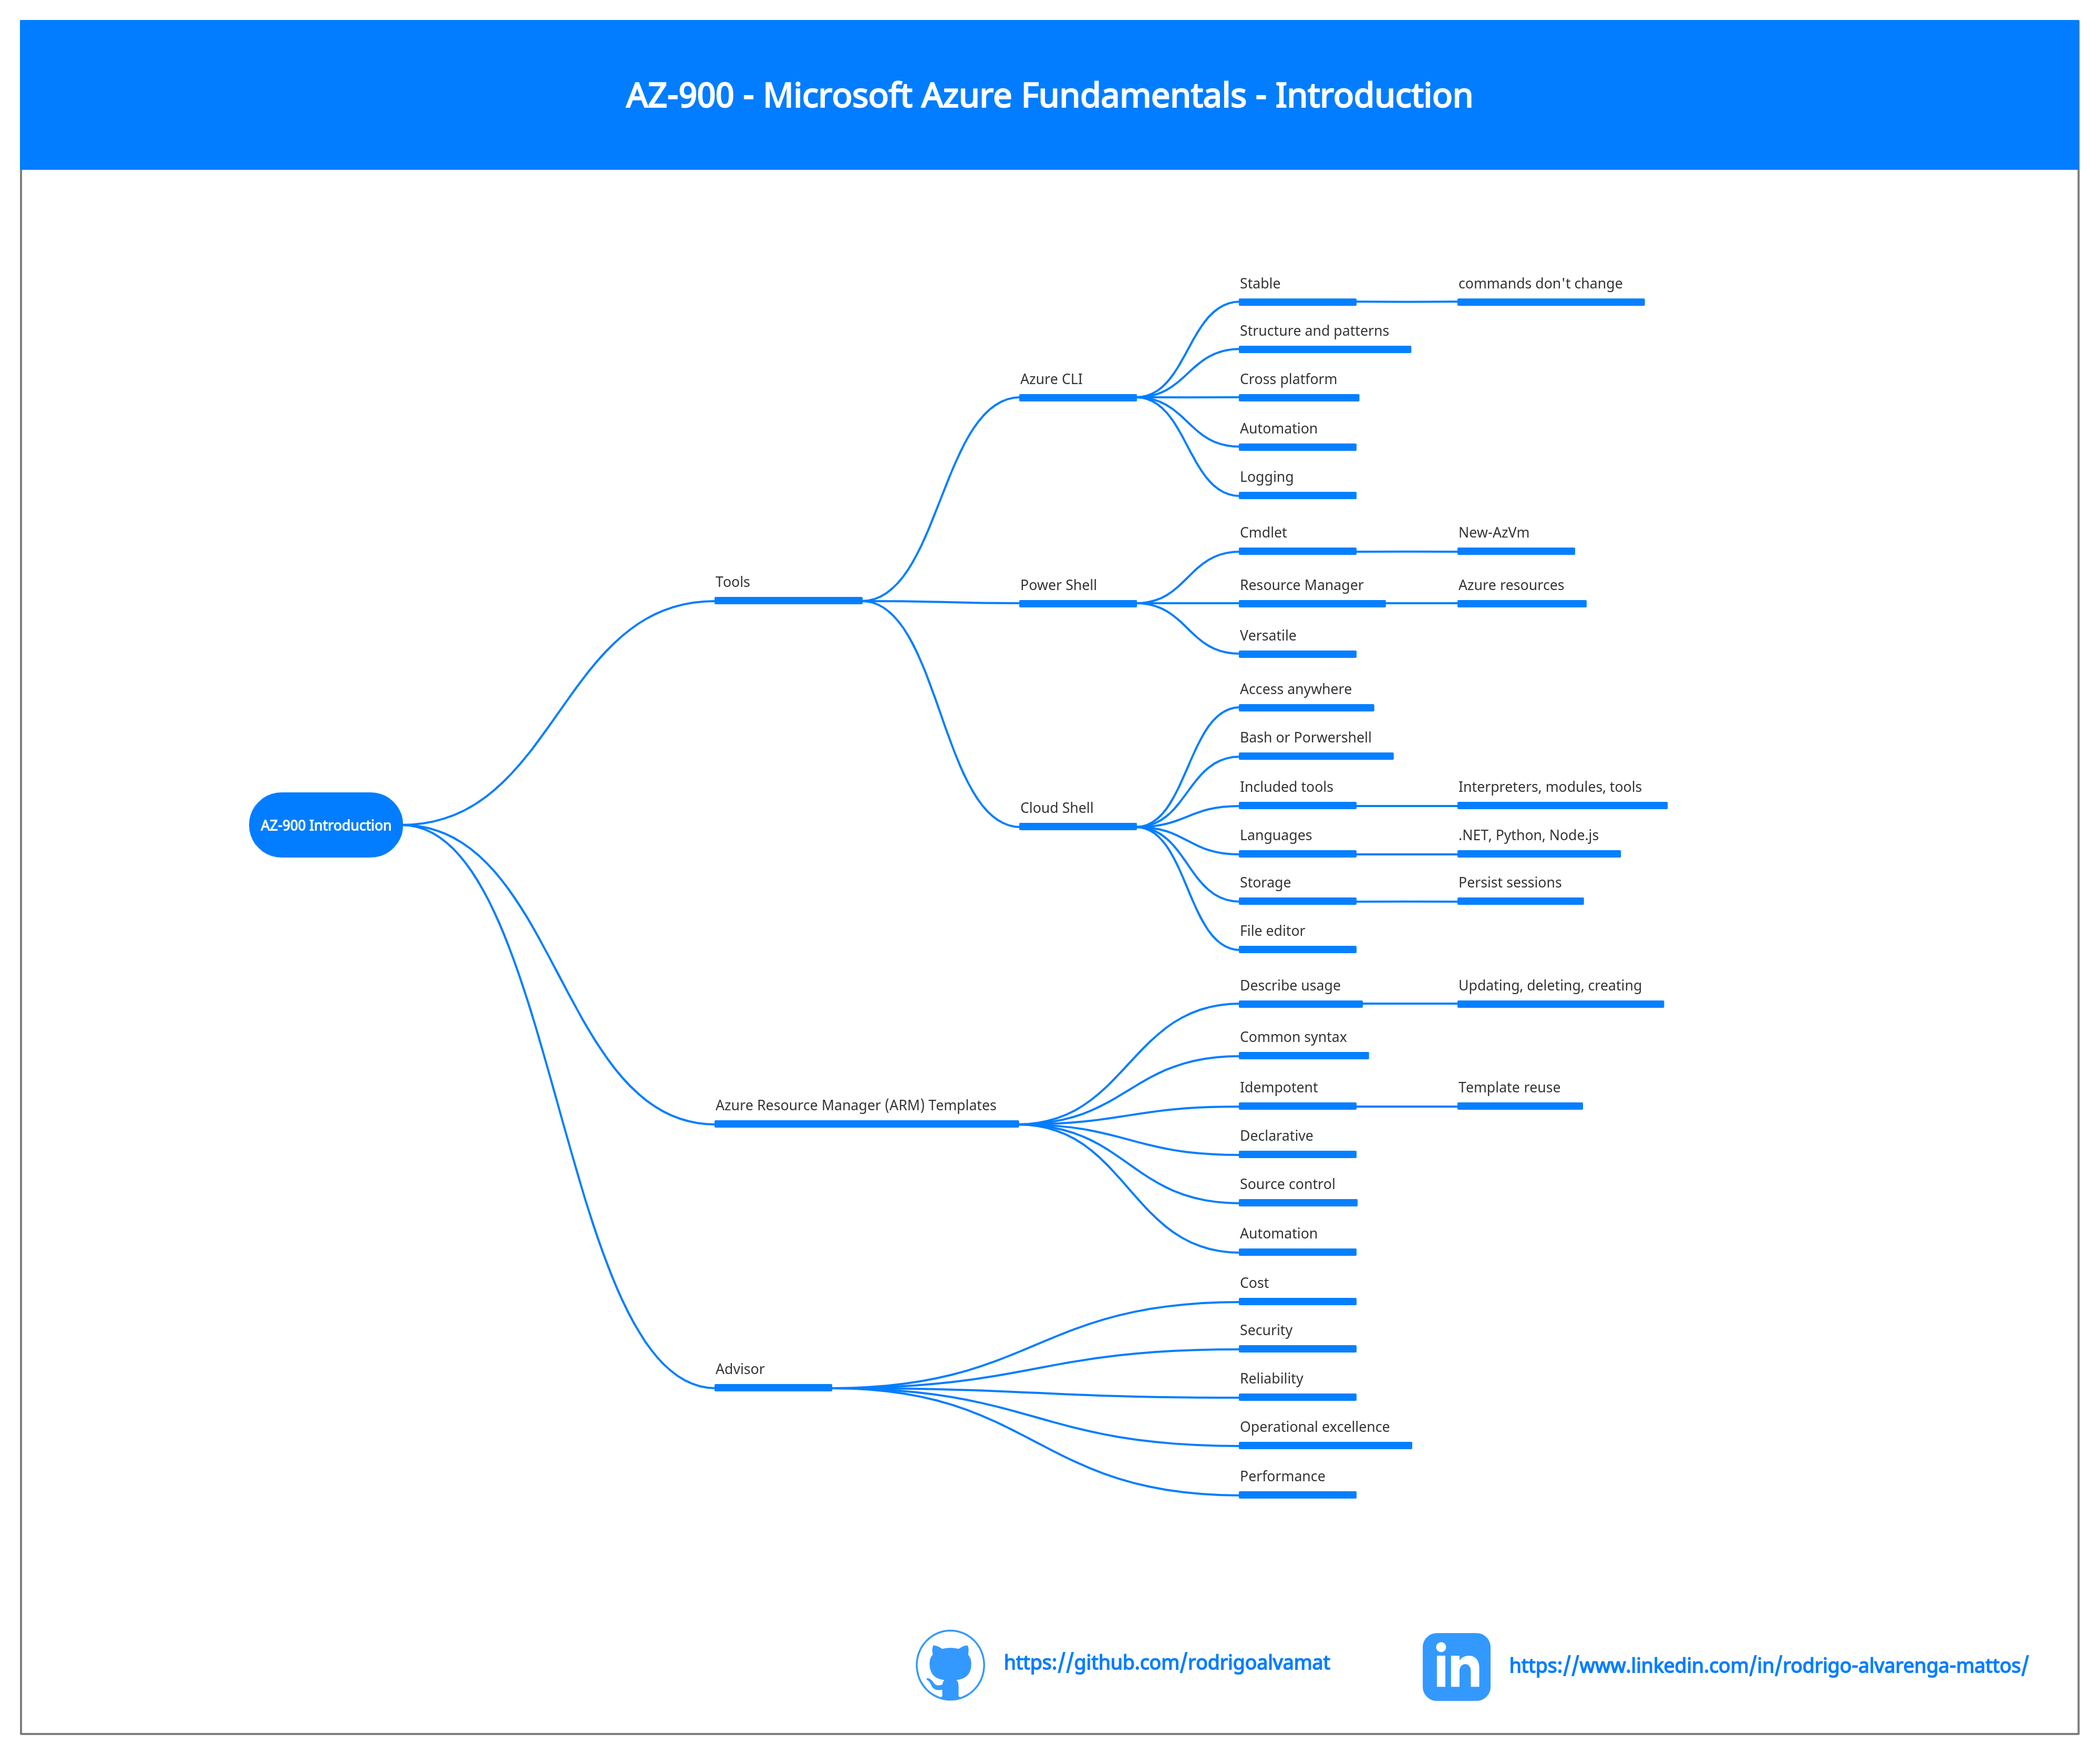 AZ-900 - Microsoft Azure Fundamentals - Introduction
AZ-900 Introduction
Tools
Azure CLI
Stable
commands don't change
Structure and patterns
Cross platform
Automation
Logging
Power Shell
Cmdlet
New-AzVm
Resource Manager
Azure resources
Versatile
Cloud Shell
Access anywhere
Bash or Porwershell
Included tools
Interpreters, modules, tools
Languages
.NET, Python, Node.js
Storage
Persist sessions
File editor
Azure Resource Manager (ARM) Templates
Describe usage
Updating, deleting, creating
Common syntax
Idempotent
Template reuse
Declarative
Source control
Automation
Advisor
Cost
Security
Reliability
Operational excellence
Performance
https://github.com/rodrigoalvamat
in
https://www.linkedin.com/in/rodrigo-alvarenga-mattos/